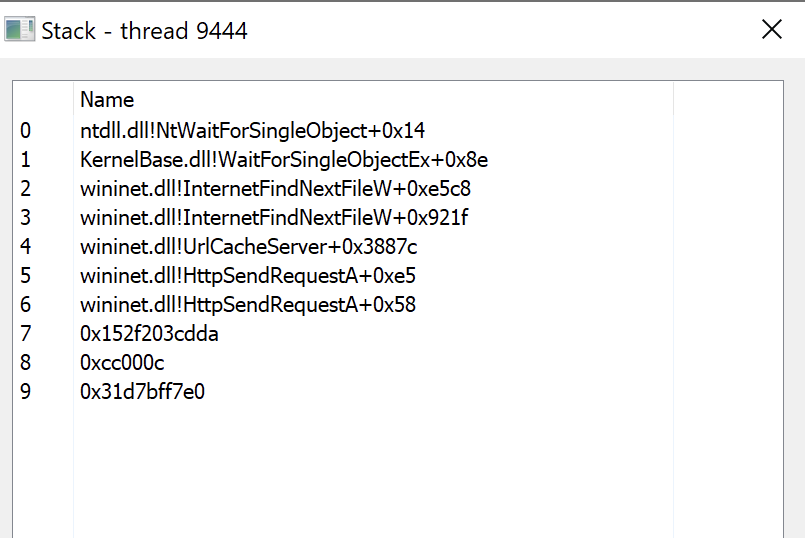 Stack - thread 9444
Name
0 ntdll.dll!NtWaitForSingleObject+0x14
1 KernelBase.dll!WaitForSingleObjectEx+0x8e
2 wininet.dll!InternetFindNextFileW+0xe5c8
3 wininet.dll!InternetFindNextFileW+0x921f
4 wininet.dll!UrlCacheServer+0x3887c
5 wininet.dll!HttpSendRequestA+0xe5
6 wininet.dll!HttpSendRequestA+0x58
7 0x152f203cdda
8 0xcc000c
9 0x31d7bff7e0